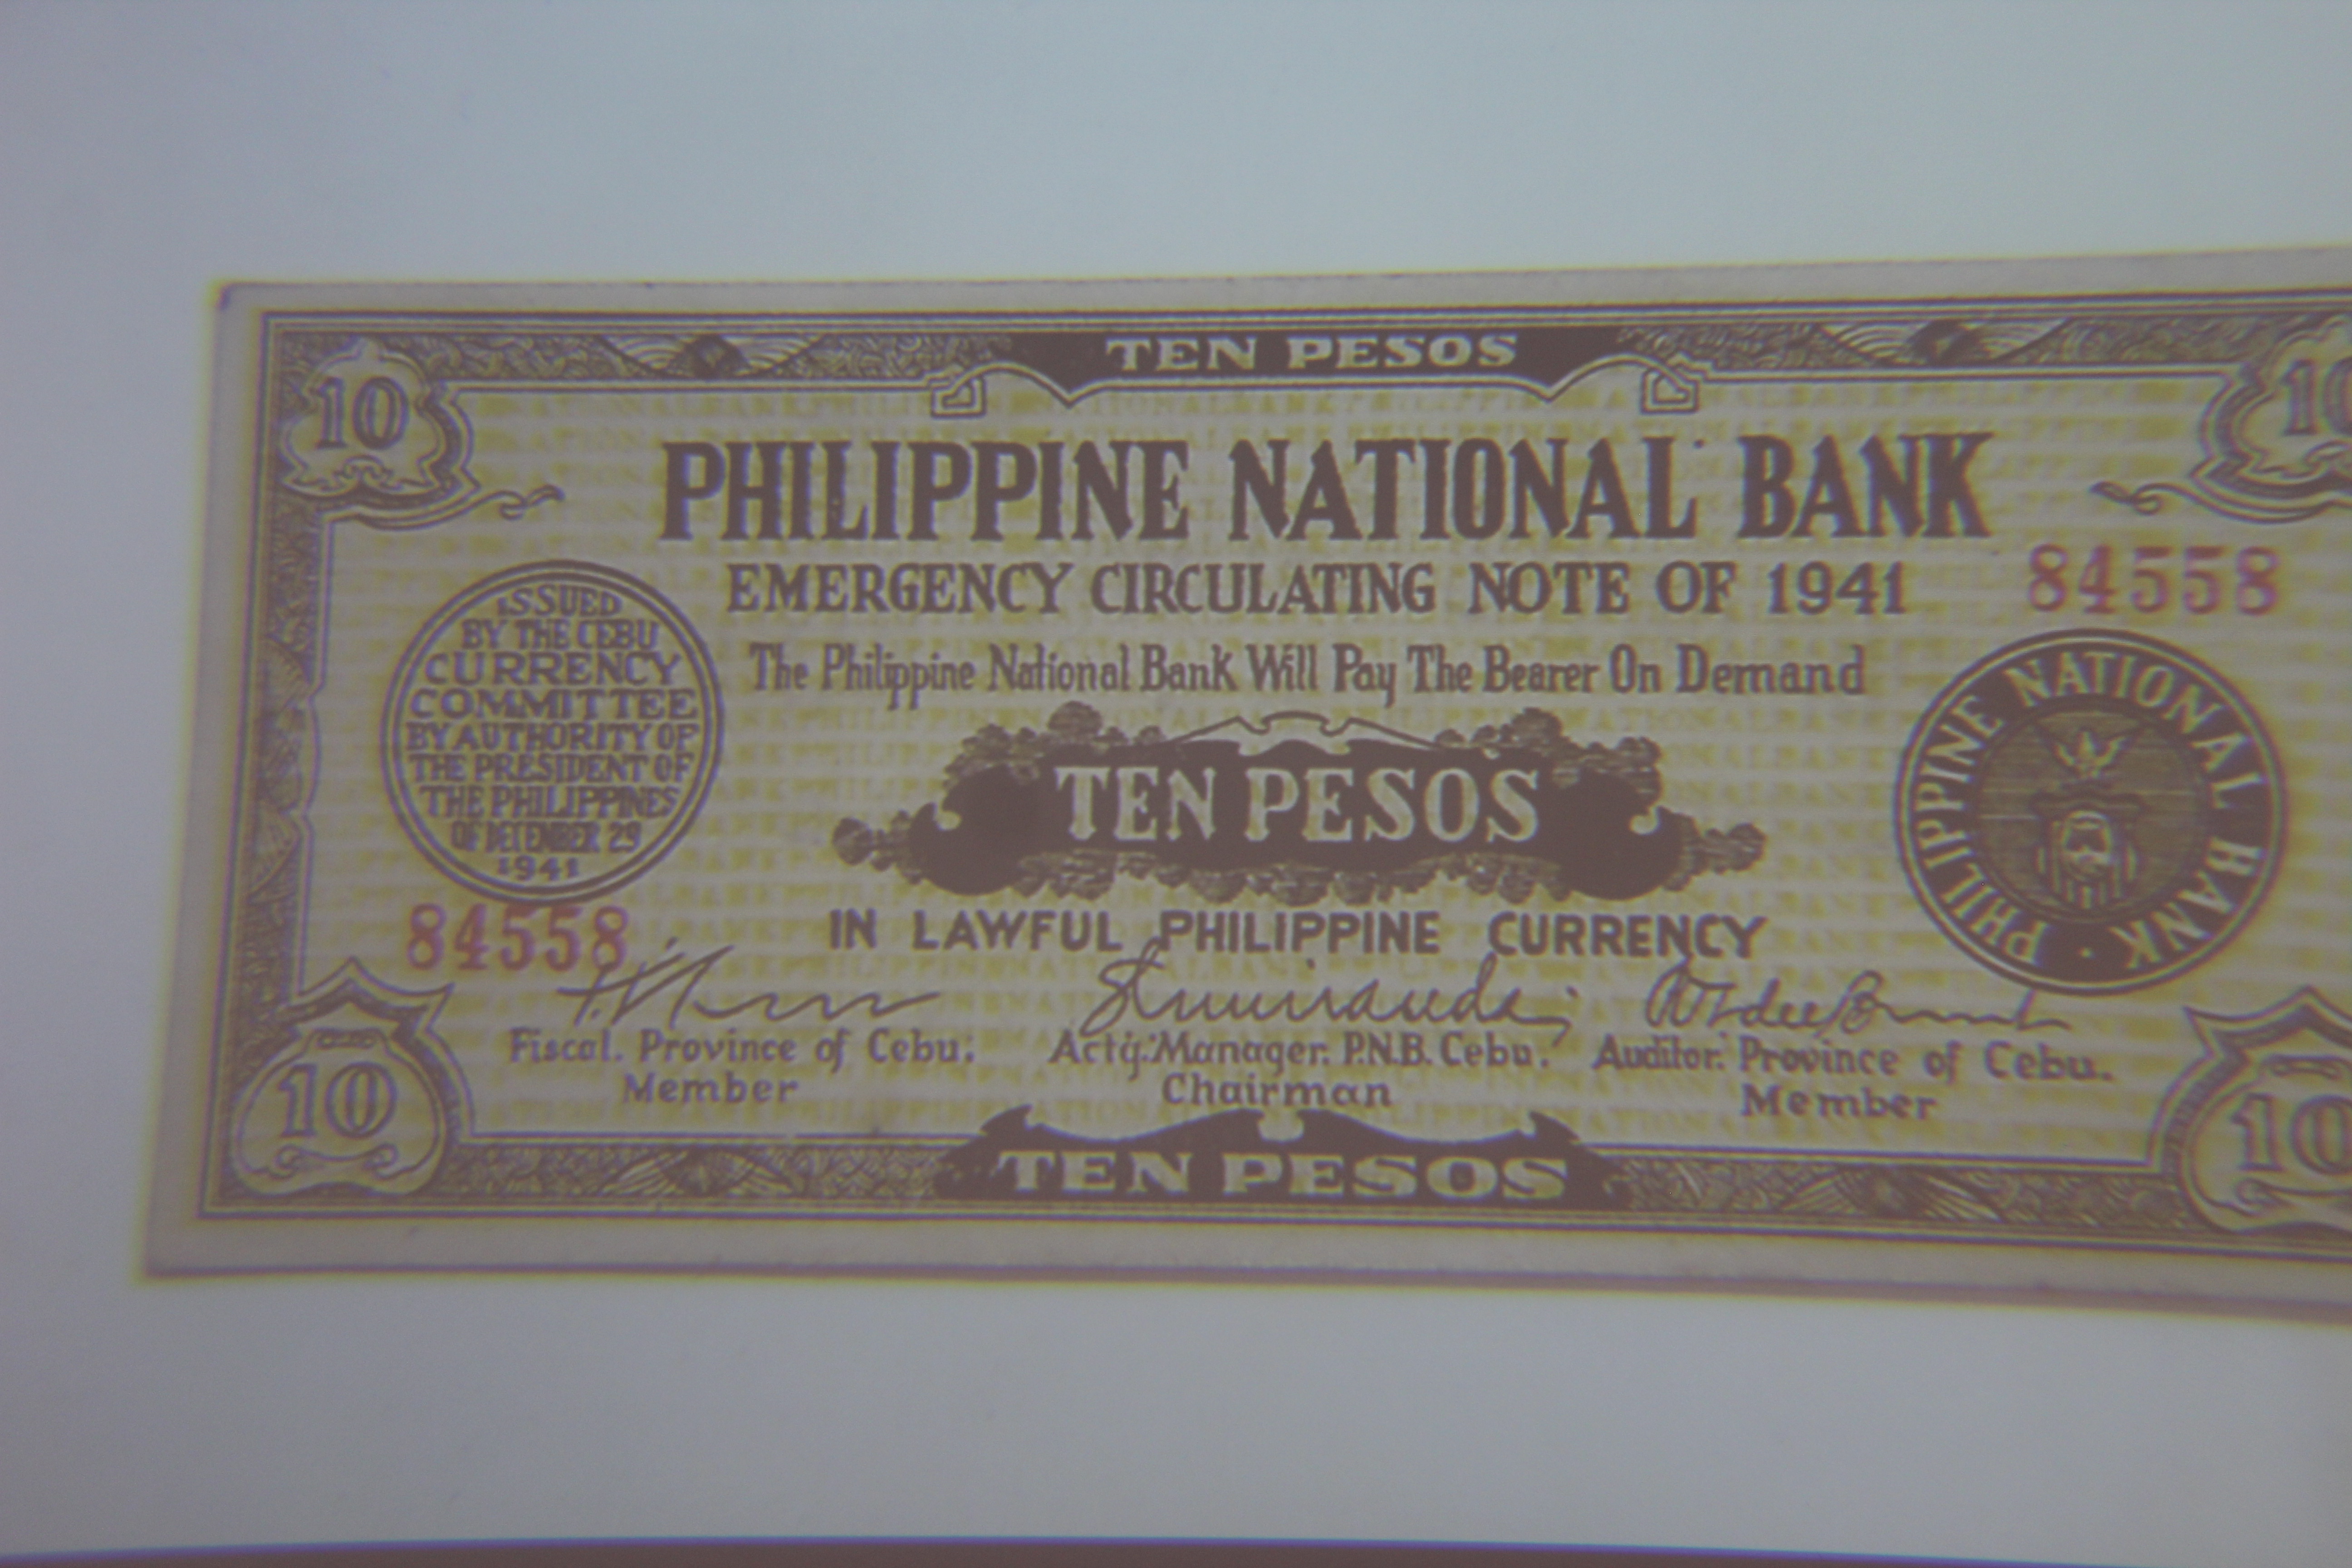 TEN PESOS
10
10
PHILIPPINE NATIONAL BANK
EMERGENCY CIRCULATING NOTE OF 1941
84558
The Philippine National Bank Will Pay The Bearer On Demand
ISSUED
BY THE CEBU
CURRENCY
COMMITTEE
BY AUTHORITY OF
THE PRESIDENT OF
THE PHILIPPINES
OF DECEMBER 29
1941
TEN PESOS
PHILIPPINE NATIONAL BANK
IN LAWFUL PHILIPPINE CURRENCY
84558
Fiscal. Province of Cebu.
Member
Actg. Manager. P.N.B. Cebu.
Chairman
Auditor. Province of Cebu.
Member
10
10
TEN PESOS